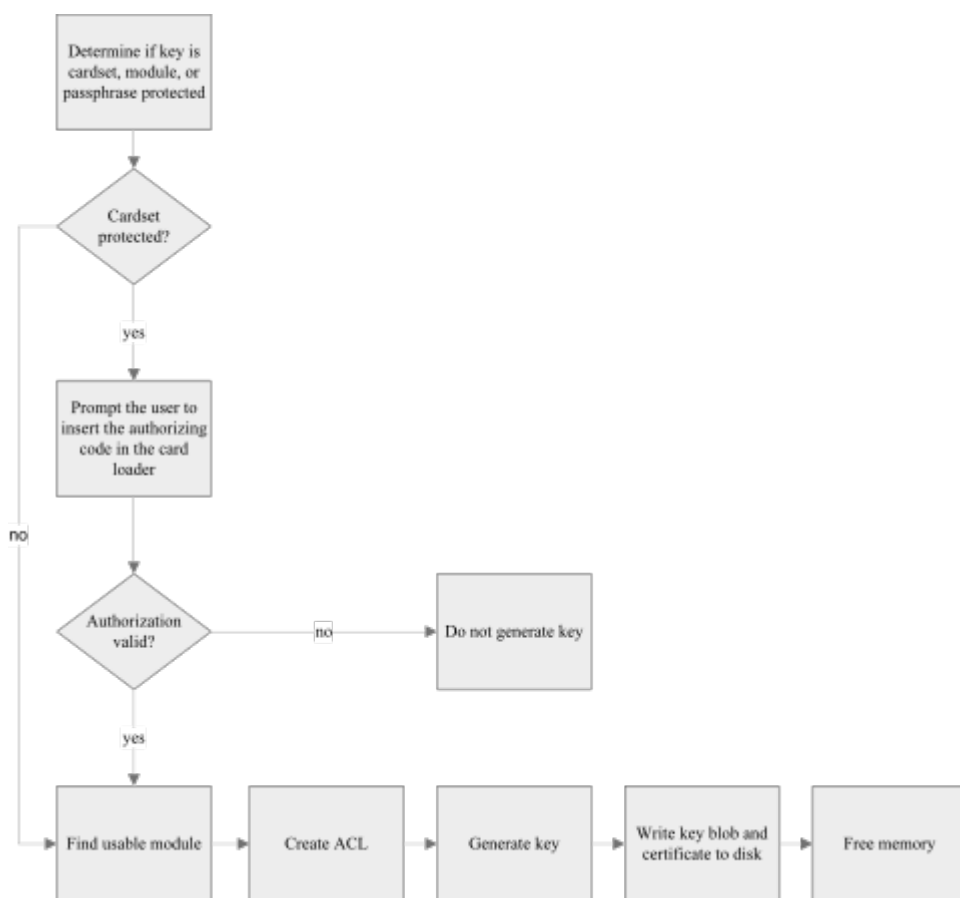 Determine if key is
cardset, module, or
passphrase protected
Cardset
protected?
yes
Prompt the user to
insert the authorizing
code in the card
loader
no
Authorization
valid?
no
Do not generate key
yes
Find usable module
Create ACL
Generate key
Write key blob and
certificate to disk
Free memory